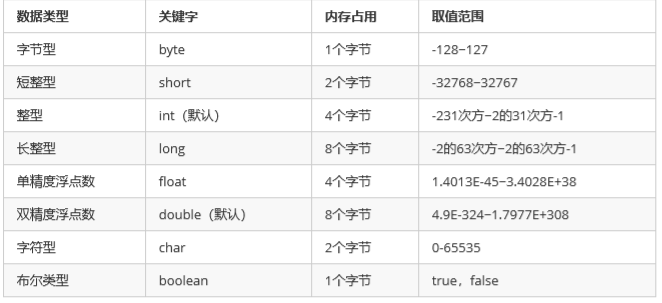 数据类型 关键字 内存占用 取值范围
字节型 byte 1个字节 -128~127
短整型 short 2个字节 -32768~32767
整型 int（默认） 4个字节 -231次方~2的31次方-1
长整型 long 8个字节 -2的63次方~2的63次方-1
单精度浮点数 float 4个字节 1.4013E-45~3.4028E+38
双精度浮点数 double（默认） 8个字节 4.9E-324~1.7977E+308
字符型 char 2个字节 0-65535
布尔类型 boolean 1个字节 true，false